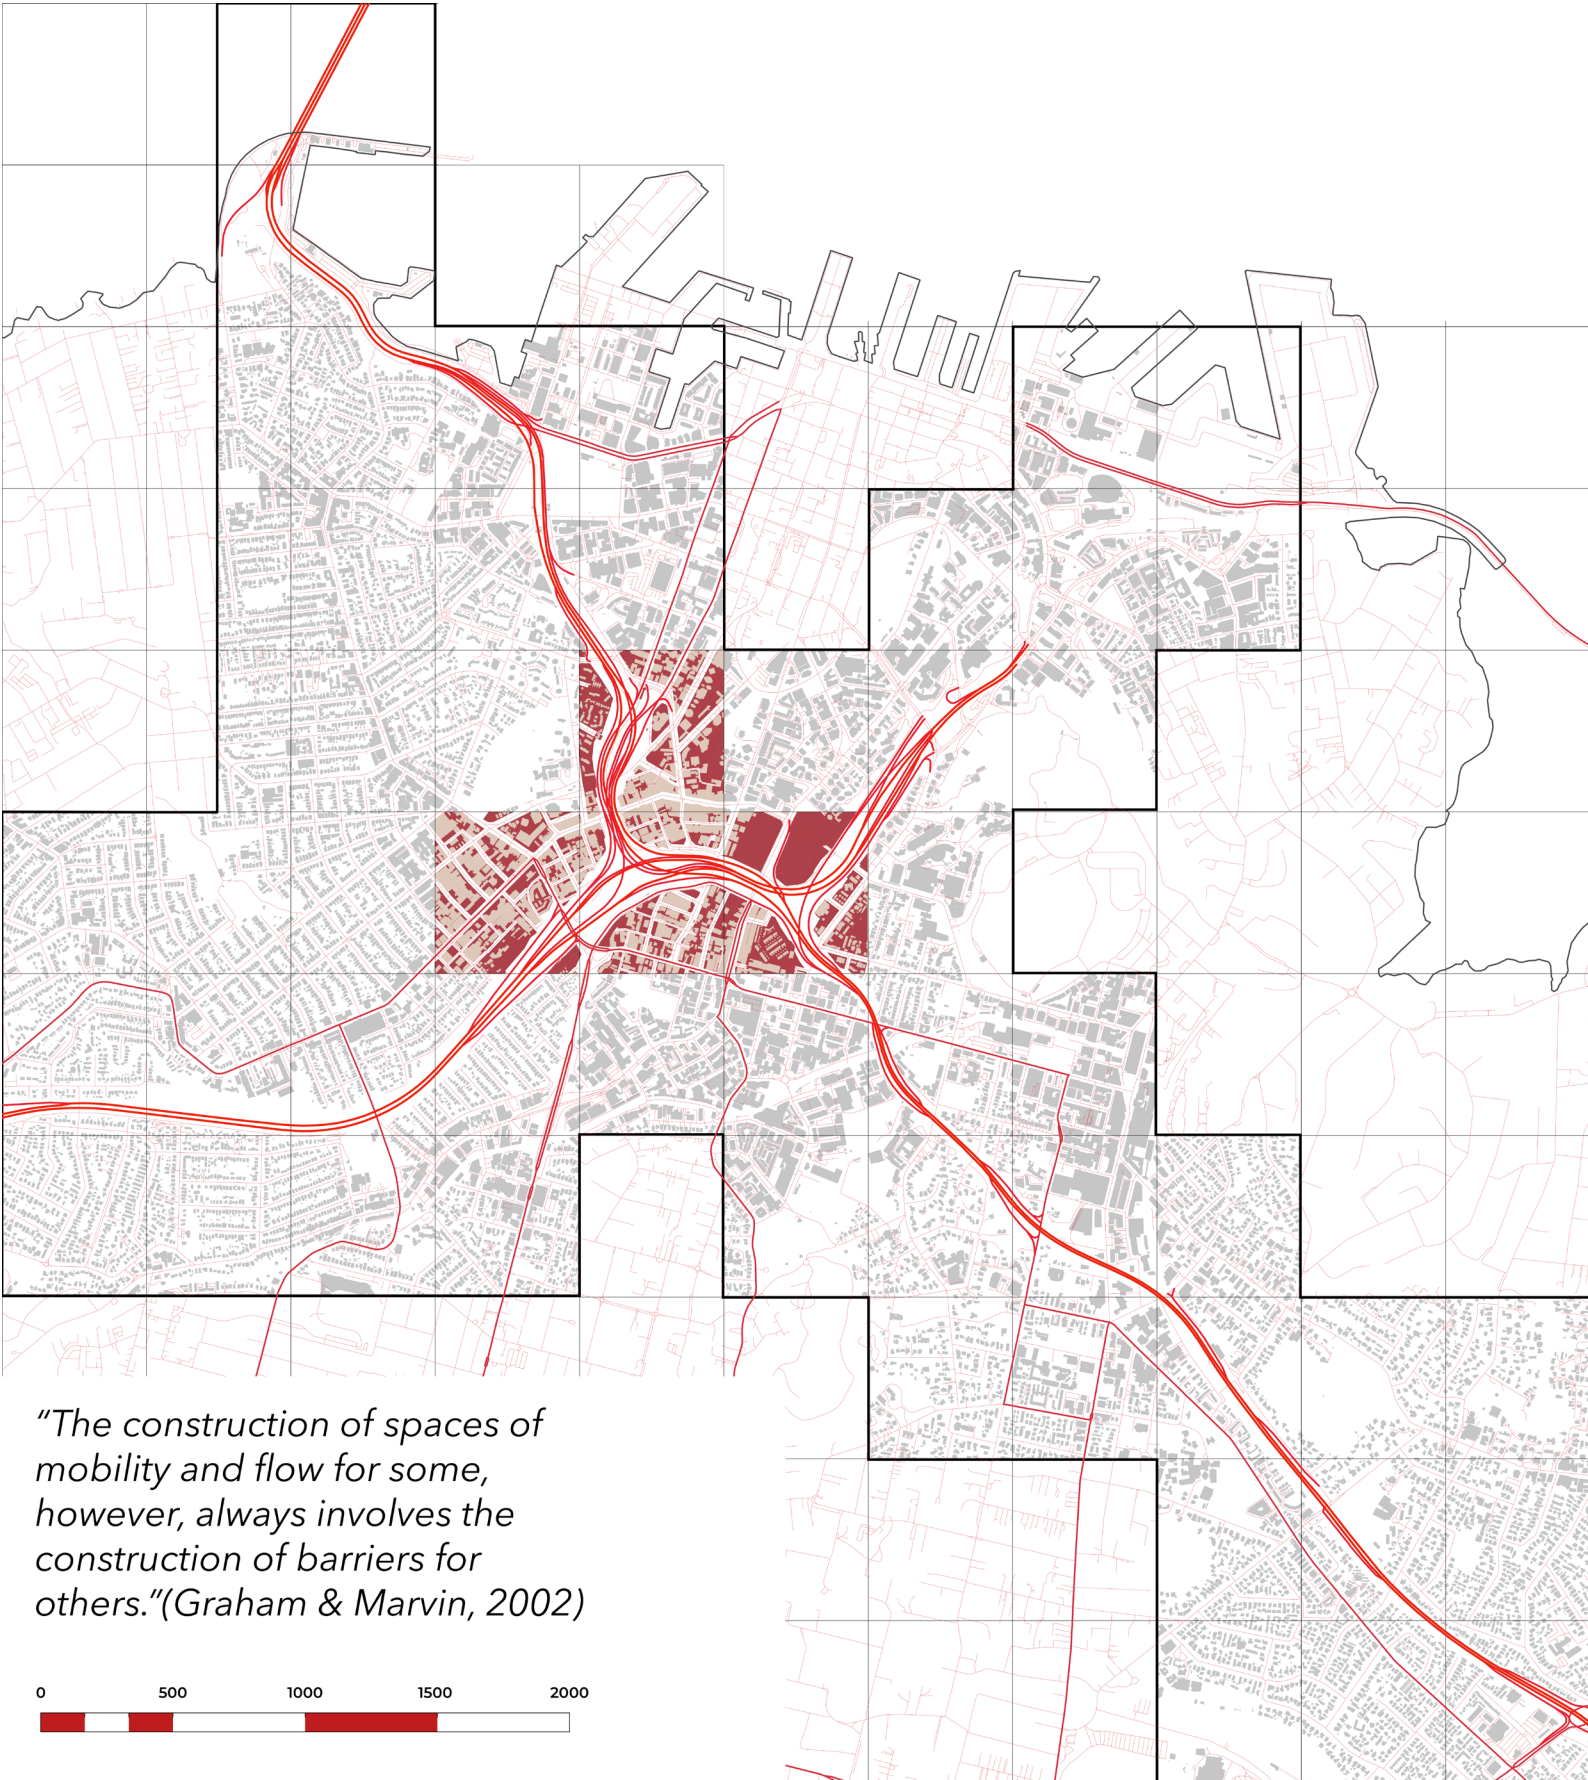 “The construction of spaces of
mobility and flow for some,
however, always involves the
construction of barriers for
others.”(Graham & Marvin, 2002)
0 500 1000 1500 2000